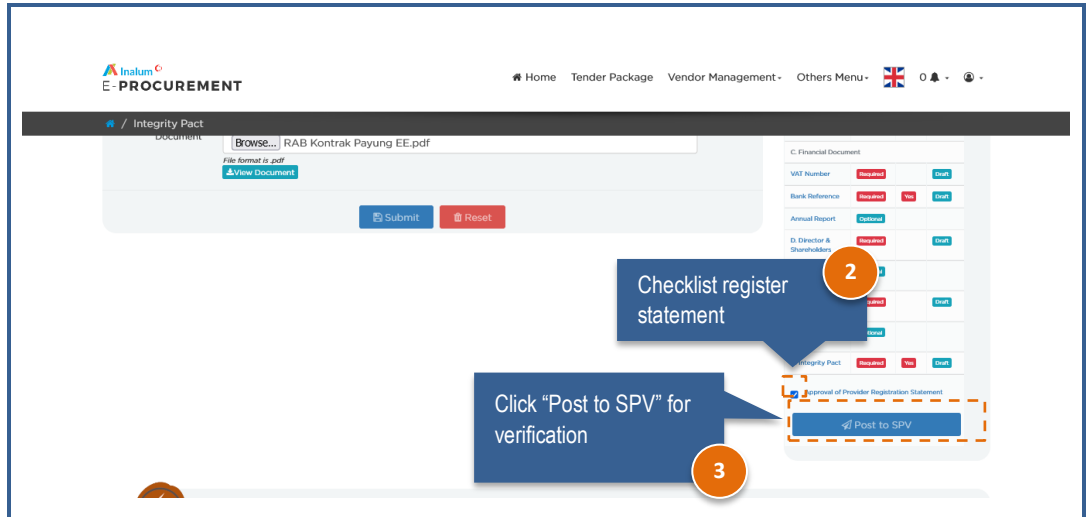 Inalum
E-PROCUREMENT
Home Tender Package Vendor Management Others Menu 0
/ Integrity Pact
Document
Browse... RAB Kontrak Payung EE.pdf
File format is .pdf
View Document
Submit Reset
C. Financial Document
VAT Number Required Draft
Bank Reference Required Yes Draft
Annual Report Optional
D. Director & Required Draft
Shareholders
Checklist register
statement
2
Draft
Integrity Pact Required Yes Draft
Approval of Provider Registration Statement
Post to SPV
Click “Post to SPV” for
verification
3